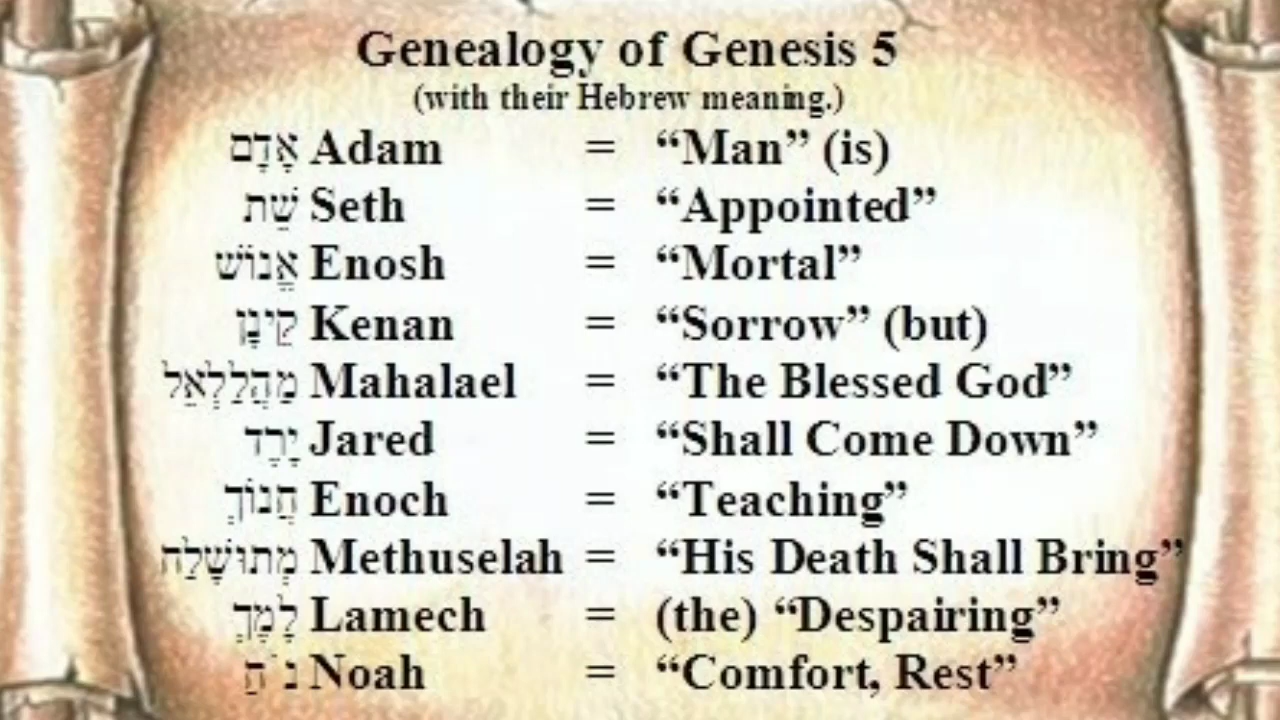 Genealogy of Genesis 5
(with their Hebrew meaning.)
אָדָם Adam = “Man” (is)
שֵׁת Seth = “Appointed”
אֱנוֹשׁ Enosh = “Mortal”
קֵינָן Kenan = “Sorrow” (but)
מַהֲלַלְאֵל Mahalael = “The Blessed God”
יָרֶד Jared = “Shall Come Down”
חֲנוֹךְ Enoch = “Teaching”
מְתוּשֶׁלַח Methuselah = “His Death Shall Bring”
לָמֶךְ Lamech = (the) “Despairing”
נֹחַ Noah = “Comfort, Rest”